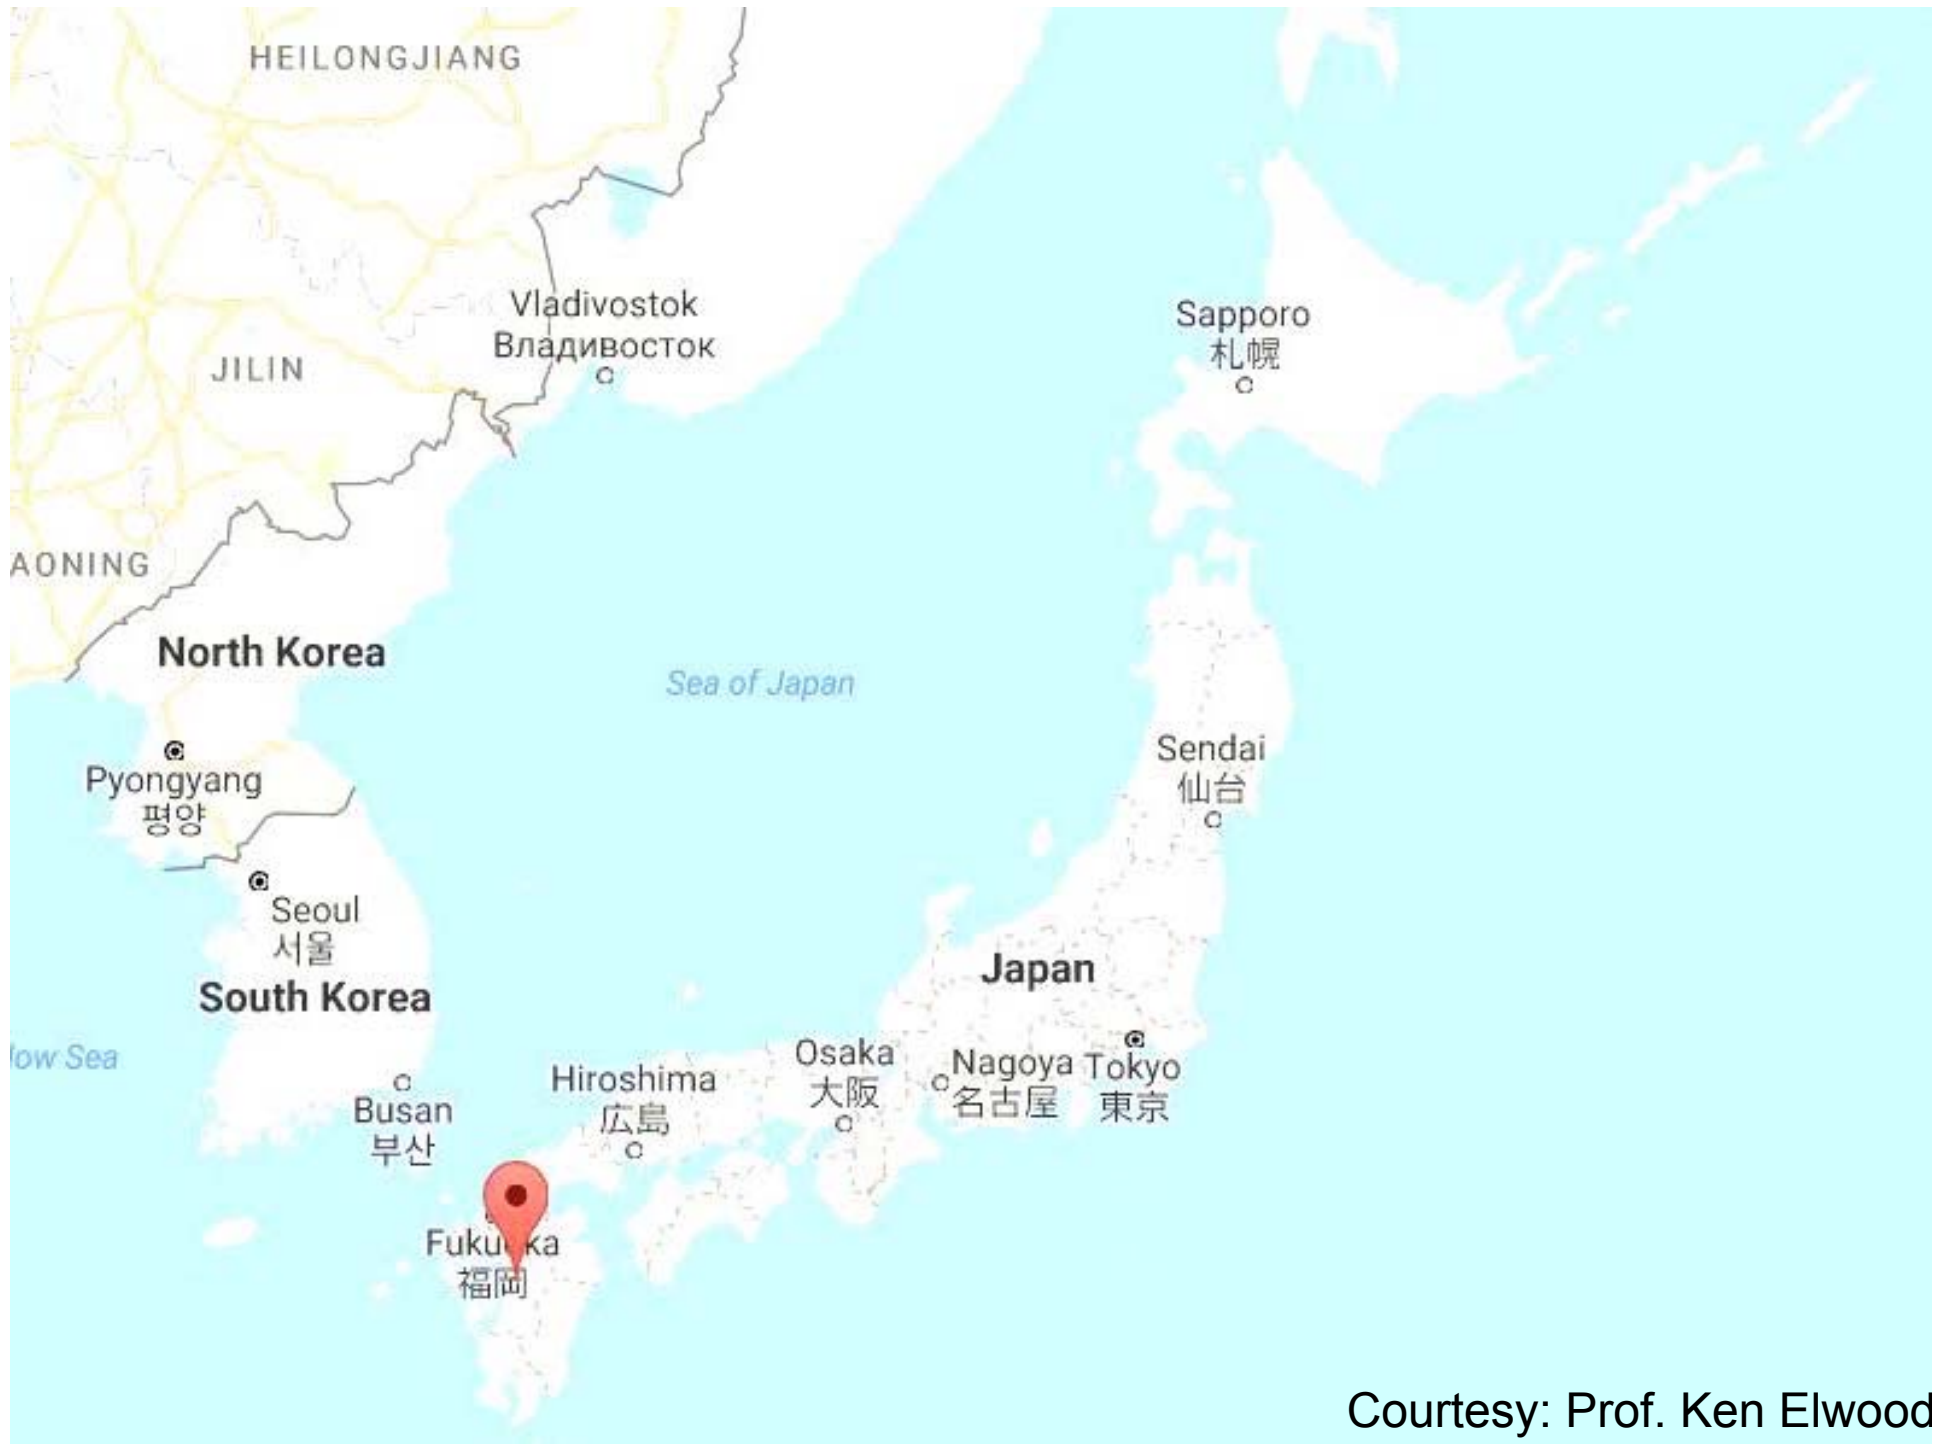 HEILONGJIANG
Vladivostok
Владивосток
Sapporo
札幌
JILIN
AONING
North Korea
Sea of Japan
Pyongyang
평양
Sendai
仙台
Seoul
서울
South Korea
Japan
low Sea
Busan
부산
Hiroshima
広島
Osaka
大阪
Nagoya
名古屋
Tokyo
東京
Fukuoka
福岡
Courtesy: Prof. Ken Elwood